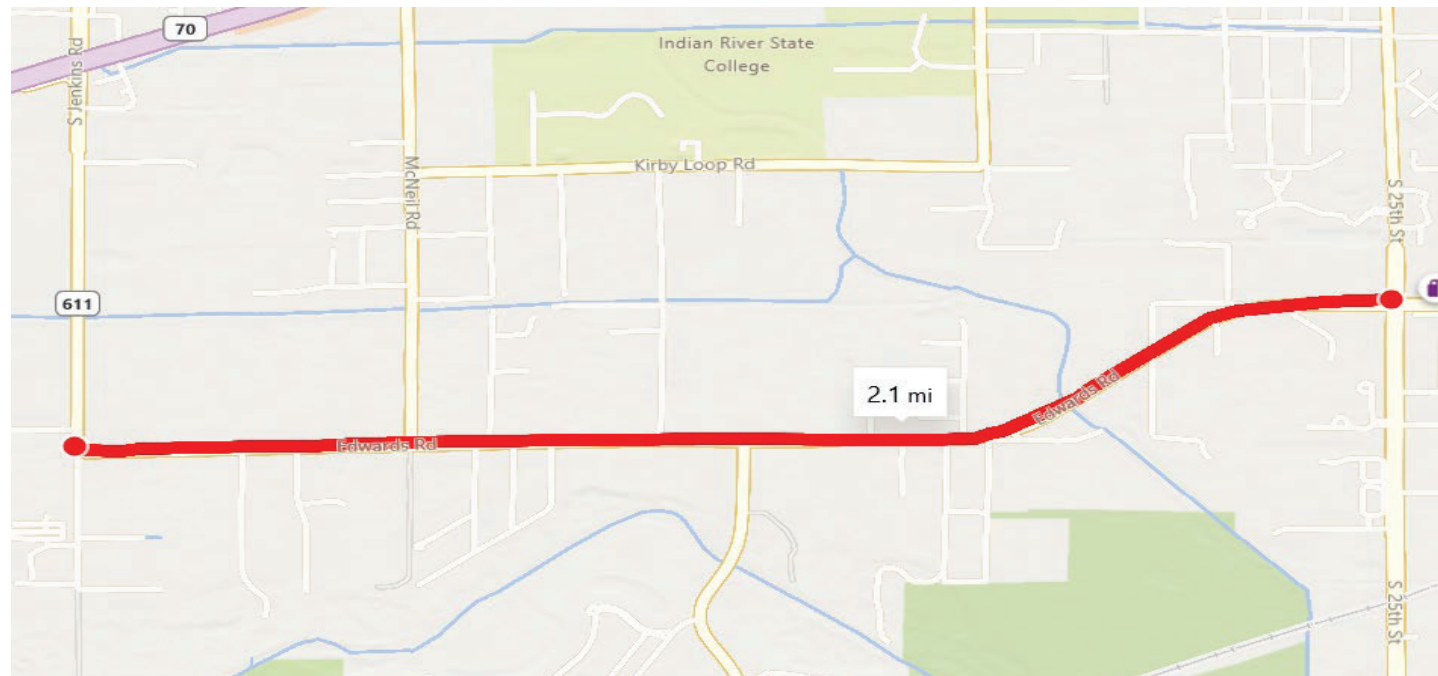 70
S Jenkins Rd
Indian River State
College
McNeil Rd
Kirby Loop Rd
S 25th St
611
2.1 mi
Edwards Rd
Edwards Rd
S 25th St